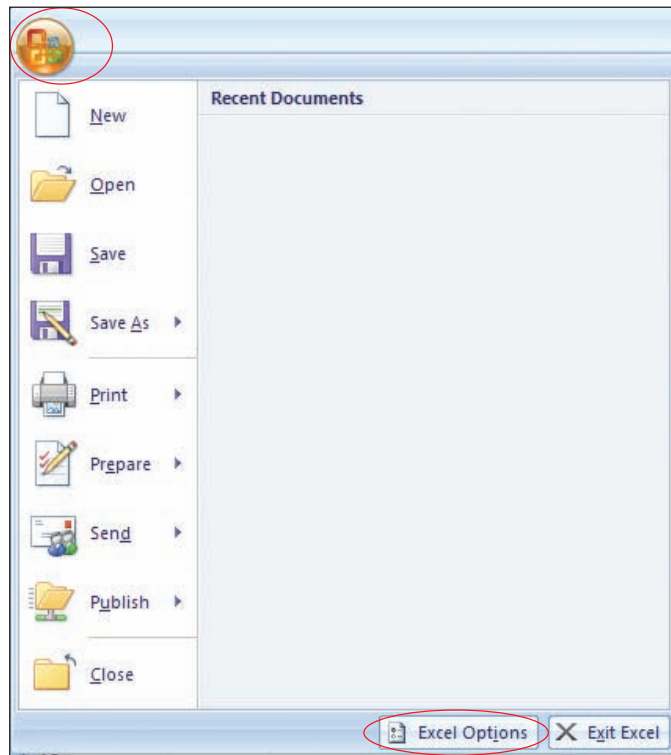 Recent Documents
New
Open
Save
Save As
Print
Prepare
Send
Publish
Close
Excel Options
Exit Excel